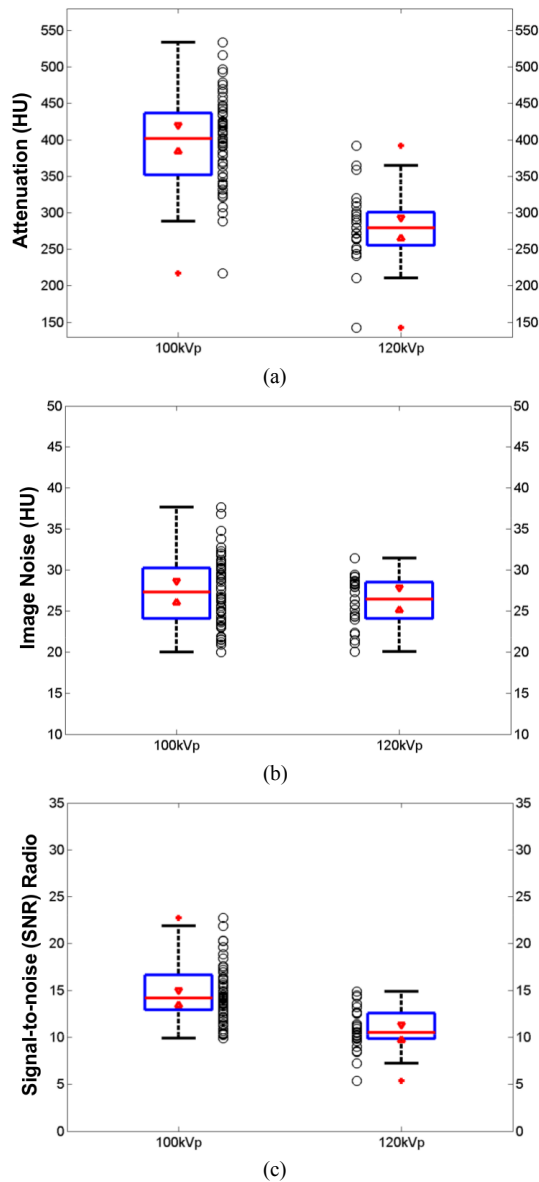 550 550
500 500
450 450
400 400
350 350
300 300
250 250
200 200
150 150
Attenuation (HU)
100kVp 120kVp
(a)
50 50
45 45
40 40
35 35
30 30
25 25
20 20
15 15
10 10
Image Noise (HU)
100kVp 120kVp
(b)
35 35
30 30
25 25
20 20
15 15
10 10
5 5
0 0
Signal-to-noise (SNR) Radio
100kVp 120kVp
(c)